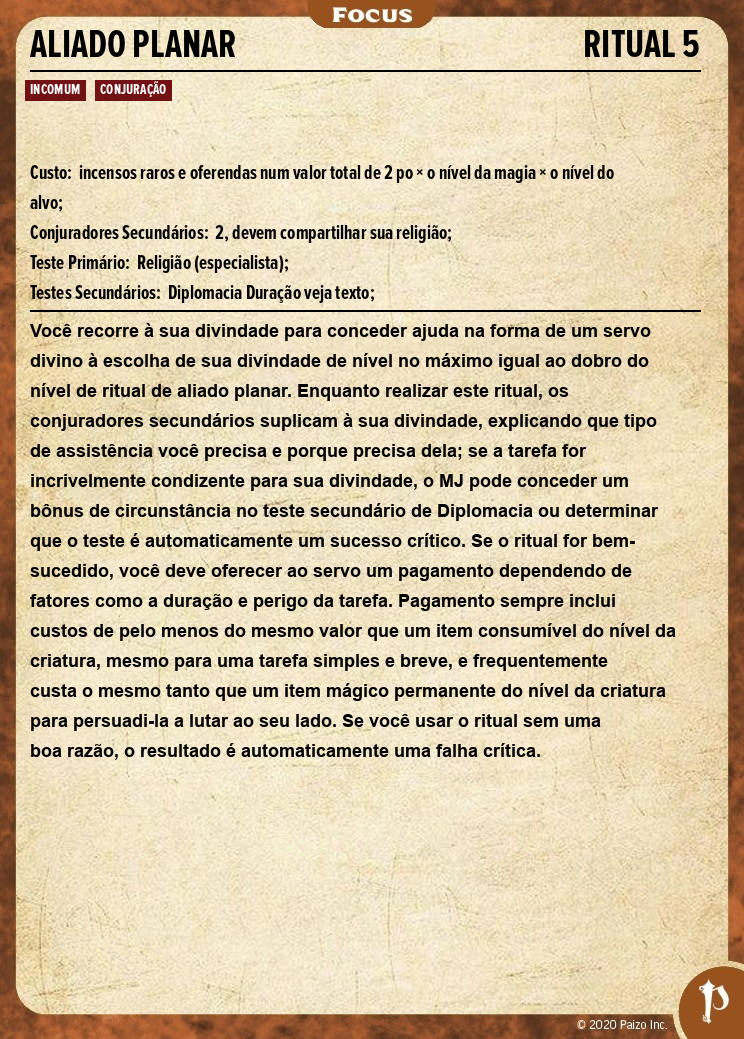 Focus
ALIADO PLANAR RITUAL 5
INCOMUM CONJURAÇÃO
Custo: incensos raros e oferendas num valor total de 2 po × o nível da magia × o nível do
alvo;
Conjuradores Secundários: 2, devem compartilhar sua religião;
Teste Primário: Religião (especialista);
Testes Secundários: Diplomacia Duração veja texto;
Você recorre à sua divindade para conceder ajuda na forma de um servo
divino à escolha de sua divindade de nível no máximo igual ao dobro do
nível de ritual de aliado planar. Enquanto realizar este ritual, os
conjuradores secundários suplicam à sua divindade, explicando que tipo
de assistência você precisa e porque precisa dela; se a tarefa for
incrivelmente condizente para sua divindade, o MJ pode conceder um
bônus de circunstância no teste secundário de Diplomacia ou determinar
que o teste é automaticamente um sucesso crítico. Se o ritual for bem-
sucedido, você deve oferecer ao servo um pagamento dependendo de
fatores como a duração e perigo da tarefa. Pagamento sempre inclui
custos de pelo menos do mesmo valor que um item consumível do nível da
criatura, mesmo para uma tarefa simples e breve, e frequentemente
custa o mesmo tanto que um item mágico permanente do nível da criatura
para persuadi-la a lutar ao seu lado. Se você usar o ritual sem uma
boa razão, o resultado é automaticamente uma falha crítica.
© 2020 Paizo Inc.